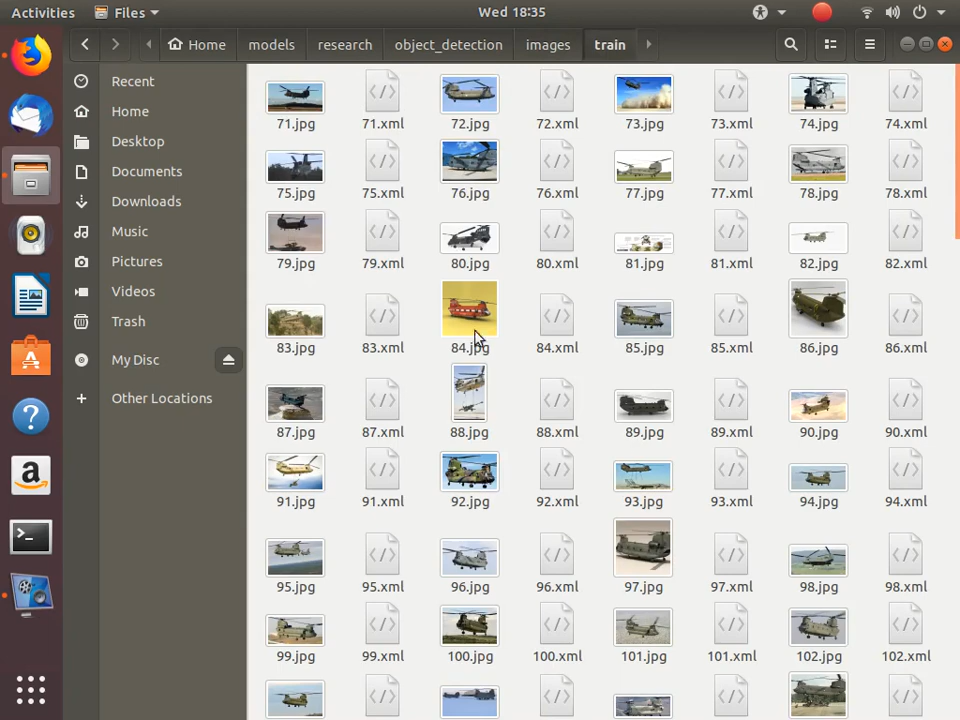 Activities Files Wed 18:35
Home models research object_detection images train
Recent
Home
Desktop
Documents
Downloads
Music
Pictures
Videos
Trash
My Disc
Other Locations
71.jpg 71.xml 72.jpg 72.xml 73.jpg 73.xml 74.jpg 74.xml
75.jpg 75.xml 76.jpg 76.xml 77.jpg 77.xml 78.jpg 78.xml
79.jpg 79.xml 80.jpg 80.xml 81.jpg 81.xml 82.jpg 82.xml
83.jpg 83.xml 84.jpg 84.xml 85.jpg 85.xml 86.jpg 86.xml
87.jpg 87.xml 88.jpg 88.xml 89.jpg 89.xml 90.jpg 90.xml
91.jpg 91.xml 92.jpg 92.xml 93.jpg 93.xml 94.jpg 94.xml
95.jpg 95.xml 96.jpg 96.xml 97.jpg 97.xml 98.jpg 98.xml
99.jpg 99.xml 100.jpg 100.xml 101.jpg 101.xml 102.jpg 102.xml